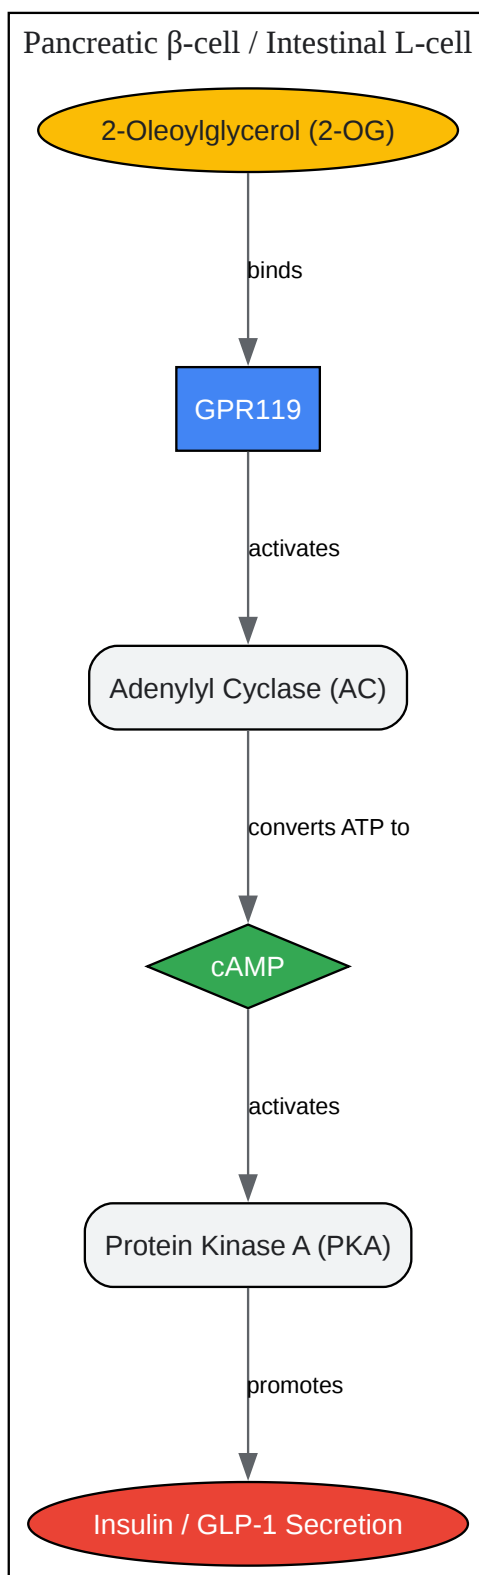 Pancreatic β-cell / Intestinal L-cell
2-Oleoylglycerol (2-OG)
binds
GPR119
activates
Adenylyl Cyclase (AC)
converts ATP to
cAMP
activates
Protein Kinase A (PKA)
promotes
Insulin / GLP-1 Secretion